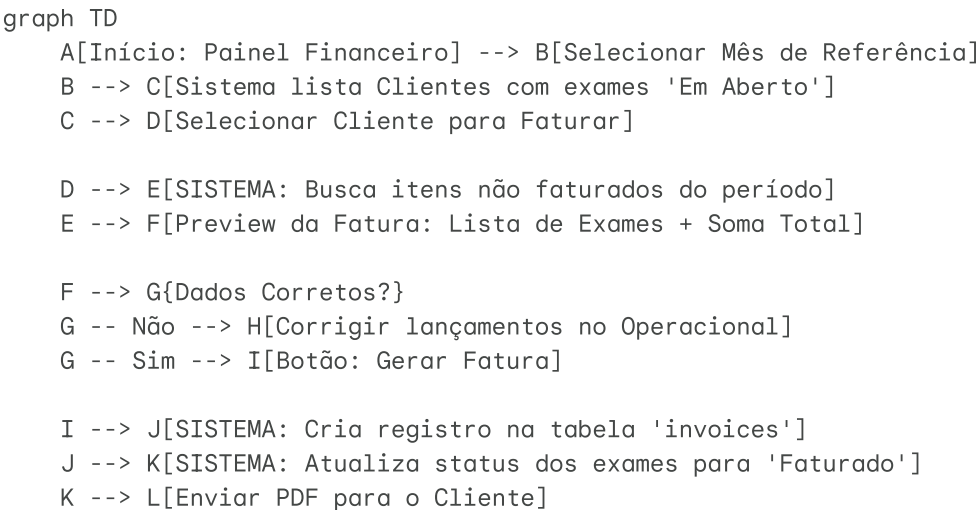 graph TD
    A[Início: Painel Financeiro] --> B[Selecionar Mês de Referência]
    B --> C[Sistema lista Clientes com exames 'Em Aberto']
    C --> D[Selecionar Cliente para Faturar]

    D --> E[SISTEMA: Busca itens não faturados do período]
    E --> F[Preview da Fatura: Lista de Exames + Soma Total]

    F --> G{Dados Corretos?}
    G -- Não --> H[Corrigir lançamentos no Operacional]
    G -- Sim --> I[Botão: Gerar Fatura]

    I --> J[SISTEMA: Cria registro na tabela 'invoices']
    J --> K[SISTEMA: Atualiza status dos exames para 'Faturado']
    K --> L[Enviar PDF para o Cliente]